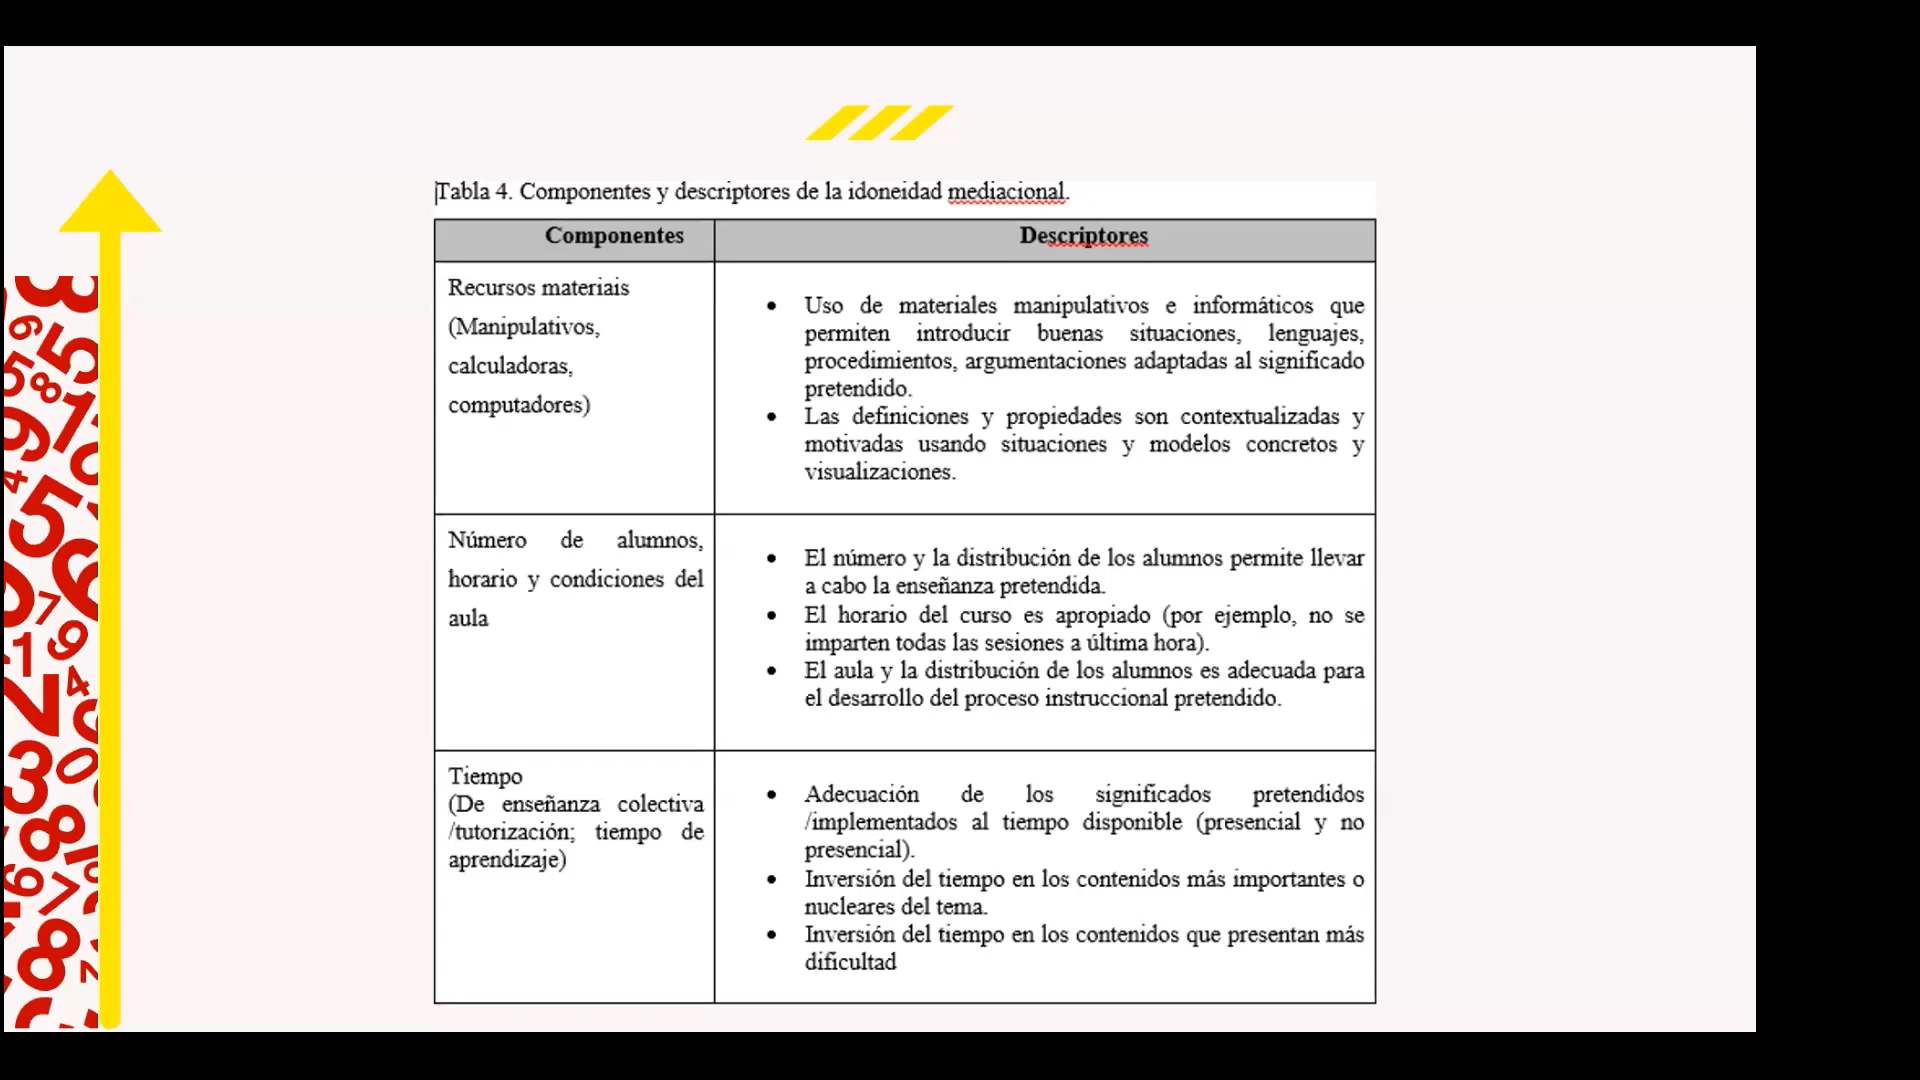 Tabla 4. Componentes y descriptores de la idoneidad mediacional.
Componentes
Descriptores
Recursos materiais
(Manipulativos,
calculadoras,
computadores)
• Uso de materiales manipulativos e informáticos que
permiten introducir buenas situaciones, lenguajes,
procedimientos, argumentaciones adaptadas al significado
pretendido.
• Las definiciones y propiedades son contextualizadas y
motivadas usando situaciones y modelos concretos y
visualizaciones.
Número de alumnos,
horario y condiciones del
aula
• El número y la distribución de los alumnos permite llevar
a cabo la enseñanza pretendida.
• El horario del curso es apropiado (por ejemplo, no se
imparten todas las sesiones a última hora).
• El aula y la distribución de los alumnos es adecuada para
el desarrollo del proceso instruccional pretendido.
Tiempo
(De enseñanza colectiva
/tutorización; tiempo de
aprendizaje)
• Adecuación de los significados pretendidos
/implementados al tiempo disponible (presencial y no
presencial).
• Inversión del tiempo en los contenidos más importantes o
nucleares del tema.
• Inversión del tiempo en los contenidos que presentan más
dificultad